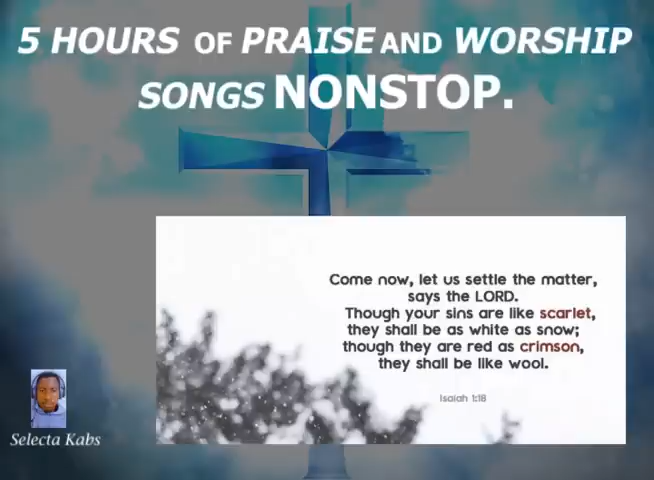 5 HOURS OF PRAISE AND WORSHIP
SONGS NONSTOP.
Come now, let us settle the matter,
says the LORD.
Though your sins are like scarlet,
they shall be as white as snow;
though they are red as crimson,
they shall be like wool.
Isaiah 1:18
Selecta Kabs